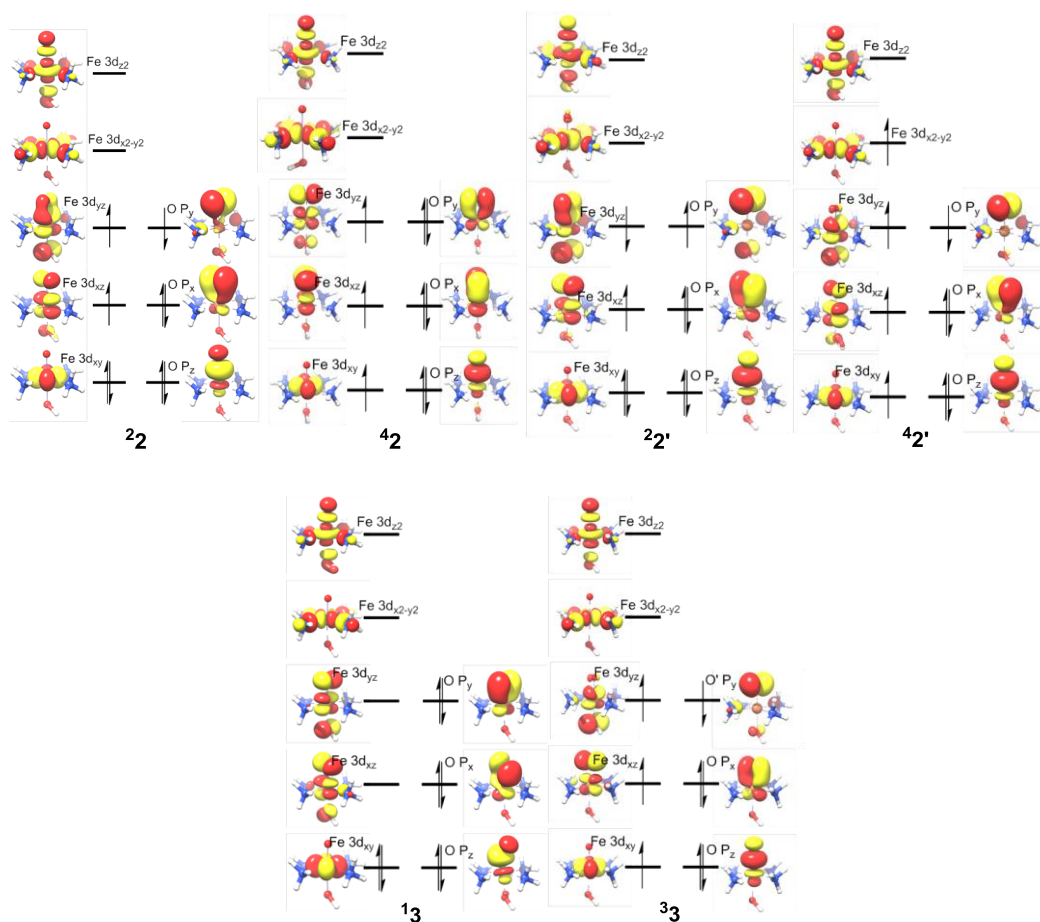 Fe 3dz2
Fe 3dx2-y2
Fe 3dyz
O Py
Fe 3dxz
O Px
Fe 3dxy
O Pz
²2
Fe 3dz2
Fe 3dx2-y2
Fe 3dyz
O Py
Fe 3dxz
O Px
Fe 3dxy
O Pz
⁴2
Fe 3dz2
Fe 3dx2-y2
Fe 3dyz
O Py
Fe 3dxz
O Px
Fe 3dxy
O Pz
²2'
Fe 3dz2
Fe 3dx2-y2
Fe 3dyz
O Py
Fe 3dxz
O Px
Fe 3dxy
O Pz
⁴2'
Fe 3dz2
Fe 3dx2-y2
Fe 3dyz
O Py
Fe 3dxz
O Px
Fe 3dxy
O Pz
¹3
Fe 3dz2
Fe 3dx2-y2
Fe 3dyz
O' Py
Fe 3dxz
O Px
Fe 3dxy
O Pz
³3